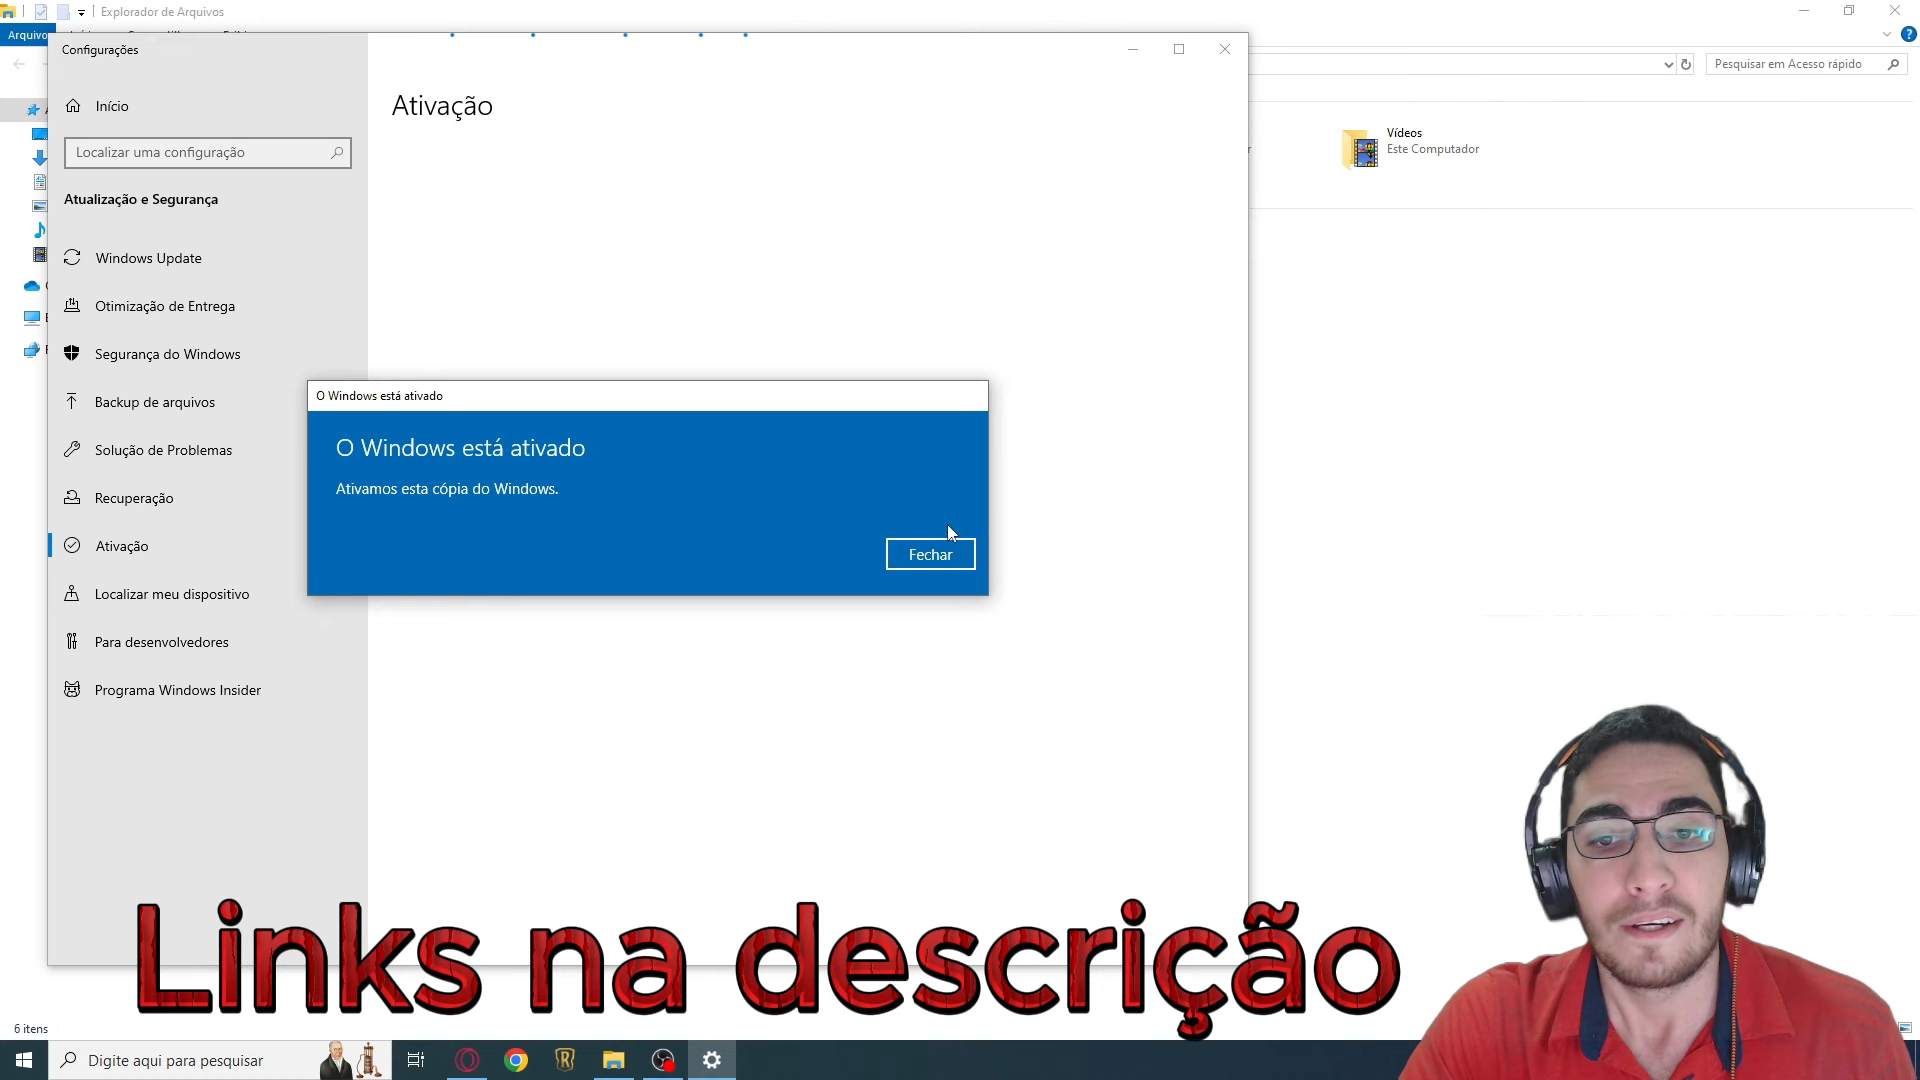 Explorador de Arquivos
Arquivo
Configurações
Pesquisar em Acesso rápido
Início
Ativação
Localizar uma configuração
Vídeos
Este Computador
Atualização e Segurança
Windows Update
Otimização de Entrega
Segurança do Windows
Backup de arquivos
Solução de Problemas
Recuperação
Ativação
Localizar meu dispositivo
Para desenvolvedores
Programa Windows Insider
O Windows está ativado
O Windows está ativado
Ativamos esta cópia do Windows.
Fechar
Links na descrição
6 itens
Digite aqui para pesquisar